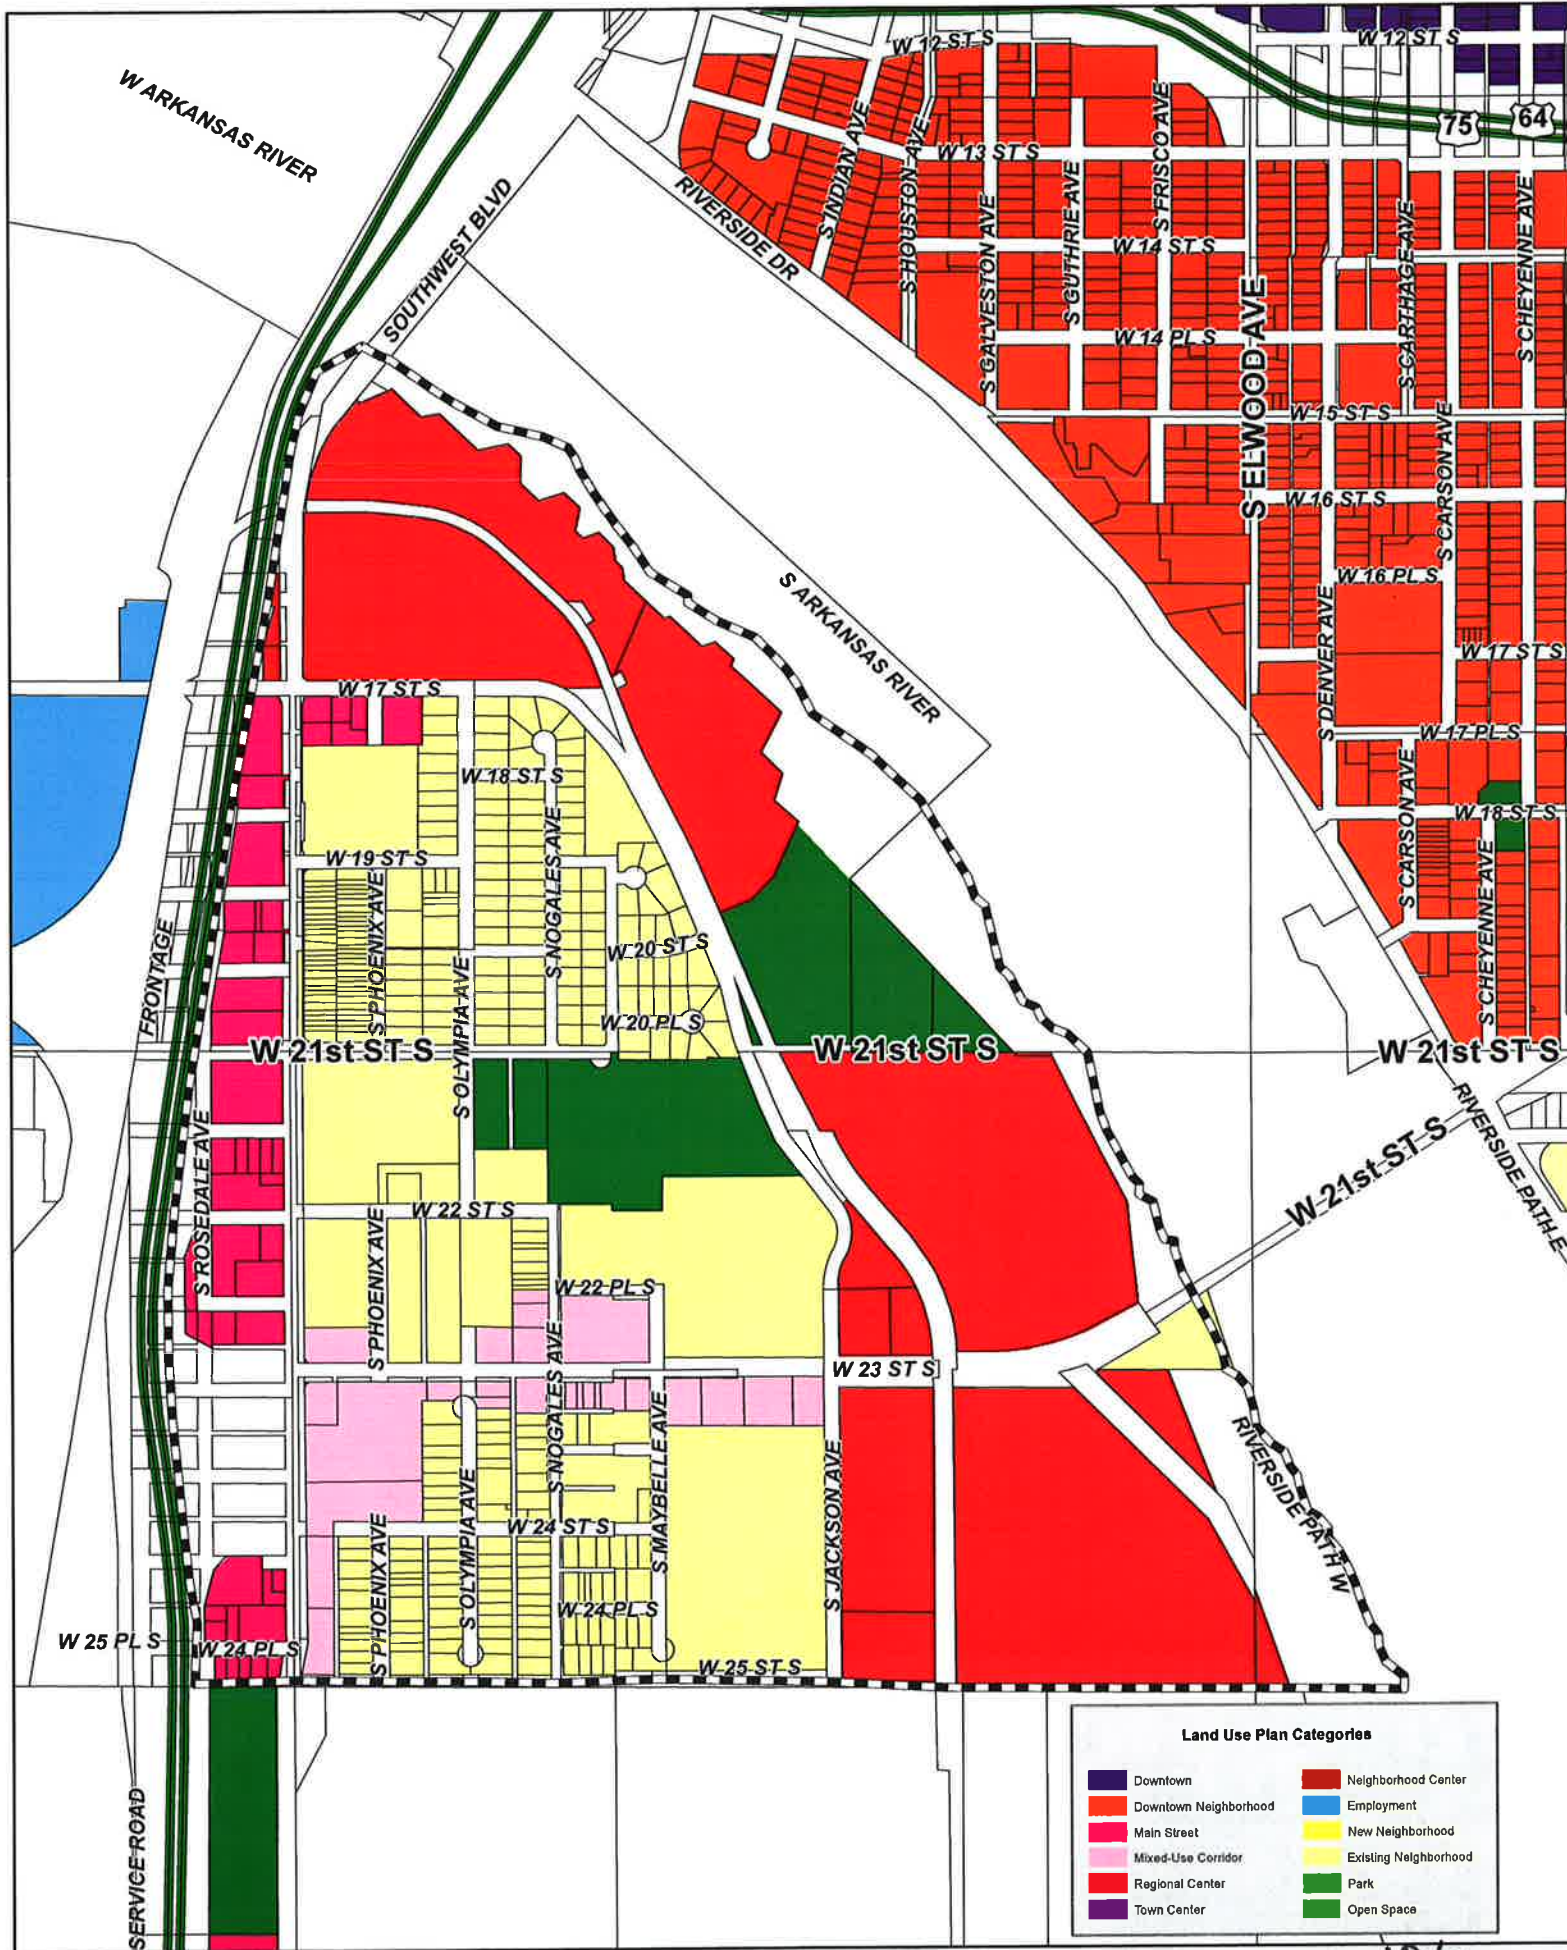 W 12 ST S
W 12 ST S
W ARKANSAS RIVER
75
64
S INDIAN AVE
S HOUSTON AVE
W 13 ST S
S GUTHRIE AVE
S FRISCO AVE
SOUTHWEST BLVD
RIVERSIDE DR
S GALVESTON AVE
W 14 ST S
S ELWOOD AVE
S CARTHAGE AVE
S CHEYENNE AVE
W 14 PL S
W 15 ST S
S CARSON AVE
W 16 ST S
W 16 PL S
S ARKANSAS RIVER
S DENVER AVE
W 17 ST S
W 17 ST S
W 17 PL S
W 18 ST S
S CARSON AVE
W 18 ST S
S NOGALES AVE
W 19 ST S
S PHOENIX AVE
S CHEYENNE AVE
FRONTAGE
W 20 ST S
S OLYMPIA AVE
W 20 PL S
W 21st ST S
W 21st ST S
W 21st ST S
S ROSEDALE AVE
RIVERSIDE PATH E
W 21st ST S
W 22 ST S
S PHOENIX AVE
W 22 PL S
S NOGALES AVE
W 23 ST S
S MAYBELLE AVE
S JACKSON AVE
RIVERSIDE PATH W
S OLYMPIA AVE
W 24 ST S
S PHOENIX AVE
W 24 PL S
W 25 PL S
W 24 PL S
W 25 ST S
SERVICE ROAD
Land Use Plan Categories
Downtown
Downtown Neighborhood
Main Street
Mixed-Use Corridor
Regional Center
Town Center
Neighborhood Center
Employment
New Neighborhood
Existing Neighborhood
Park
Open Space